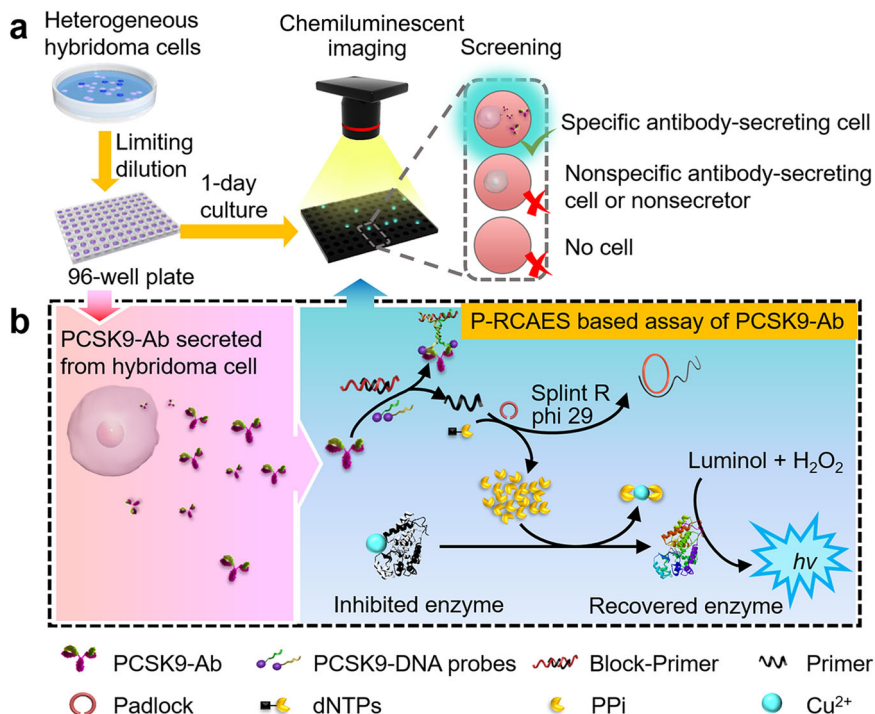 a
Heterogeneous
hybridoma cells
Chemiluminescent
imaging
Screening
Limiting
dilution
1-day
culture
96-well plate
Specific antibody-secreting cell
Nonspecific antibody-secreting
cell or nonsecretor
No cell
b
PCSK9-Ab secreted
from hybridoma cell
P-RCAES based assay of PCSK9-Ab
Splint R
phi 29
Luminol + H₂O₂
hv
Inhibited enzyme
Recovered enzyme
PCSK9-Ab
PCSK9-DNA probes
Block-Primer
Primer
Padlock
dNTPs
PPi
Cu²⁺